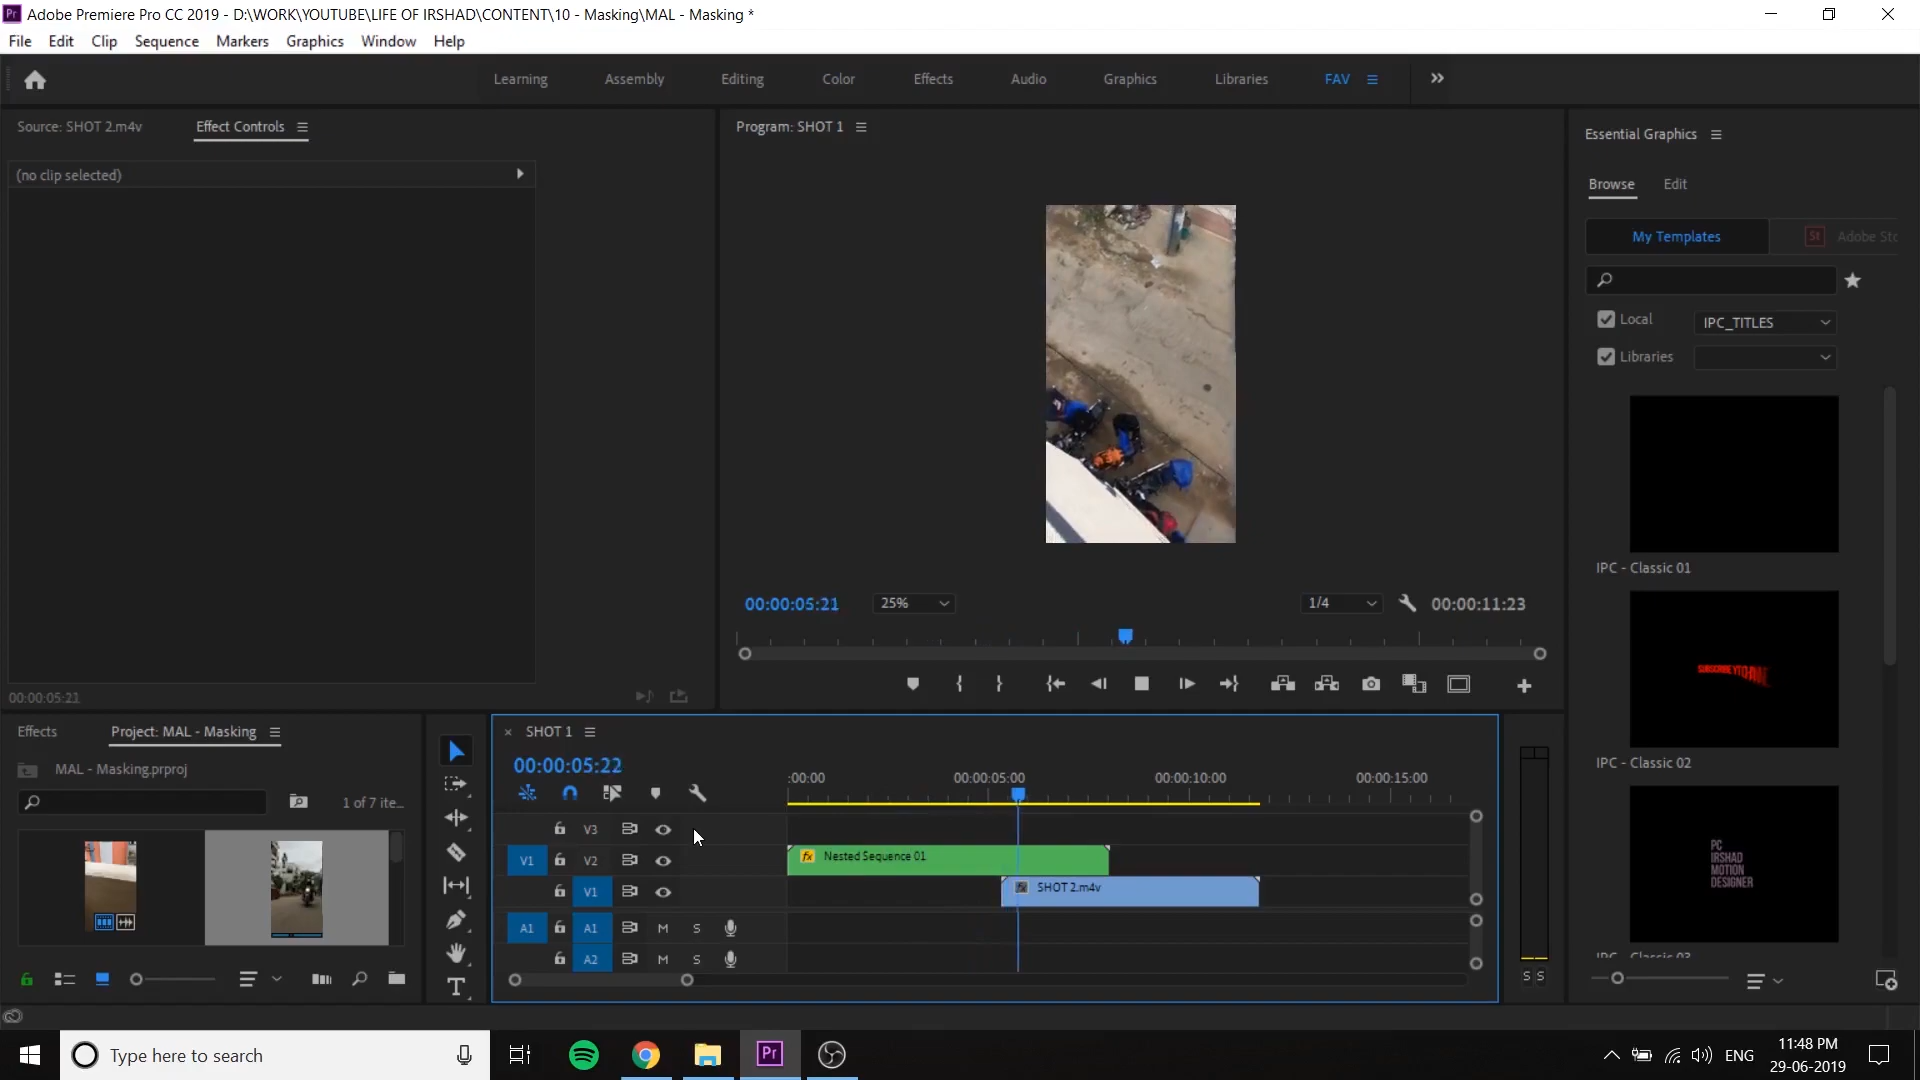 Pr Adobe Premiere Pro CC 2019 - D:\WORK\YOUTUBE\LIFE OF IRSHAD\CONTENT\10 - Masking\MAL - Masking *
File Edit Clip Sequence Markers Graphics Window Help
Learning Assembly Editing Color Effects Audio Graphics Libraries FAV
Source: SHOT 2.m4v Effect Controls
(no clip selected)
00:00:05:21
Program: SHOT 1
00:00:05:21 25% 1/4 00:00:11:23
Essential Graphics
Browse Edit
My Templates St Adobe Sto
Local IPC_TITLES
Libraries
IPC - Classic 01
IPC - Classic 02
PC
IRSHAD
MOTION
DESIGNER
IPC - Classic 03
Effects Project: MAL - Masking
MAL - Masking.prproj
1 of 7 ite...
SHOT 1
00:00:05:22
:00:00 00:00:05:00 00:00:10:00 00:00:15:00
V3
V1 V2 Nested Sequence 01
V1 SHOT 2.m4v
A1 A1 M S
A2 M S
S S
Type here to search
Pr
ENG
11:48 PM
29-06-2019